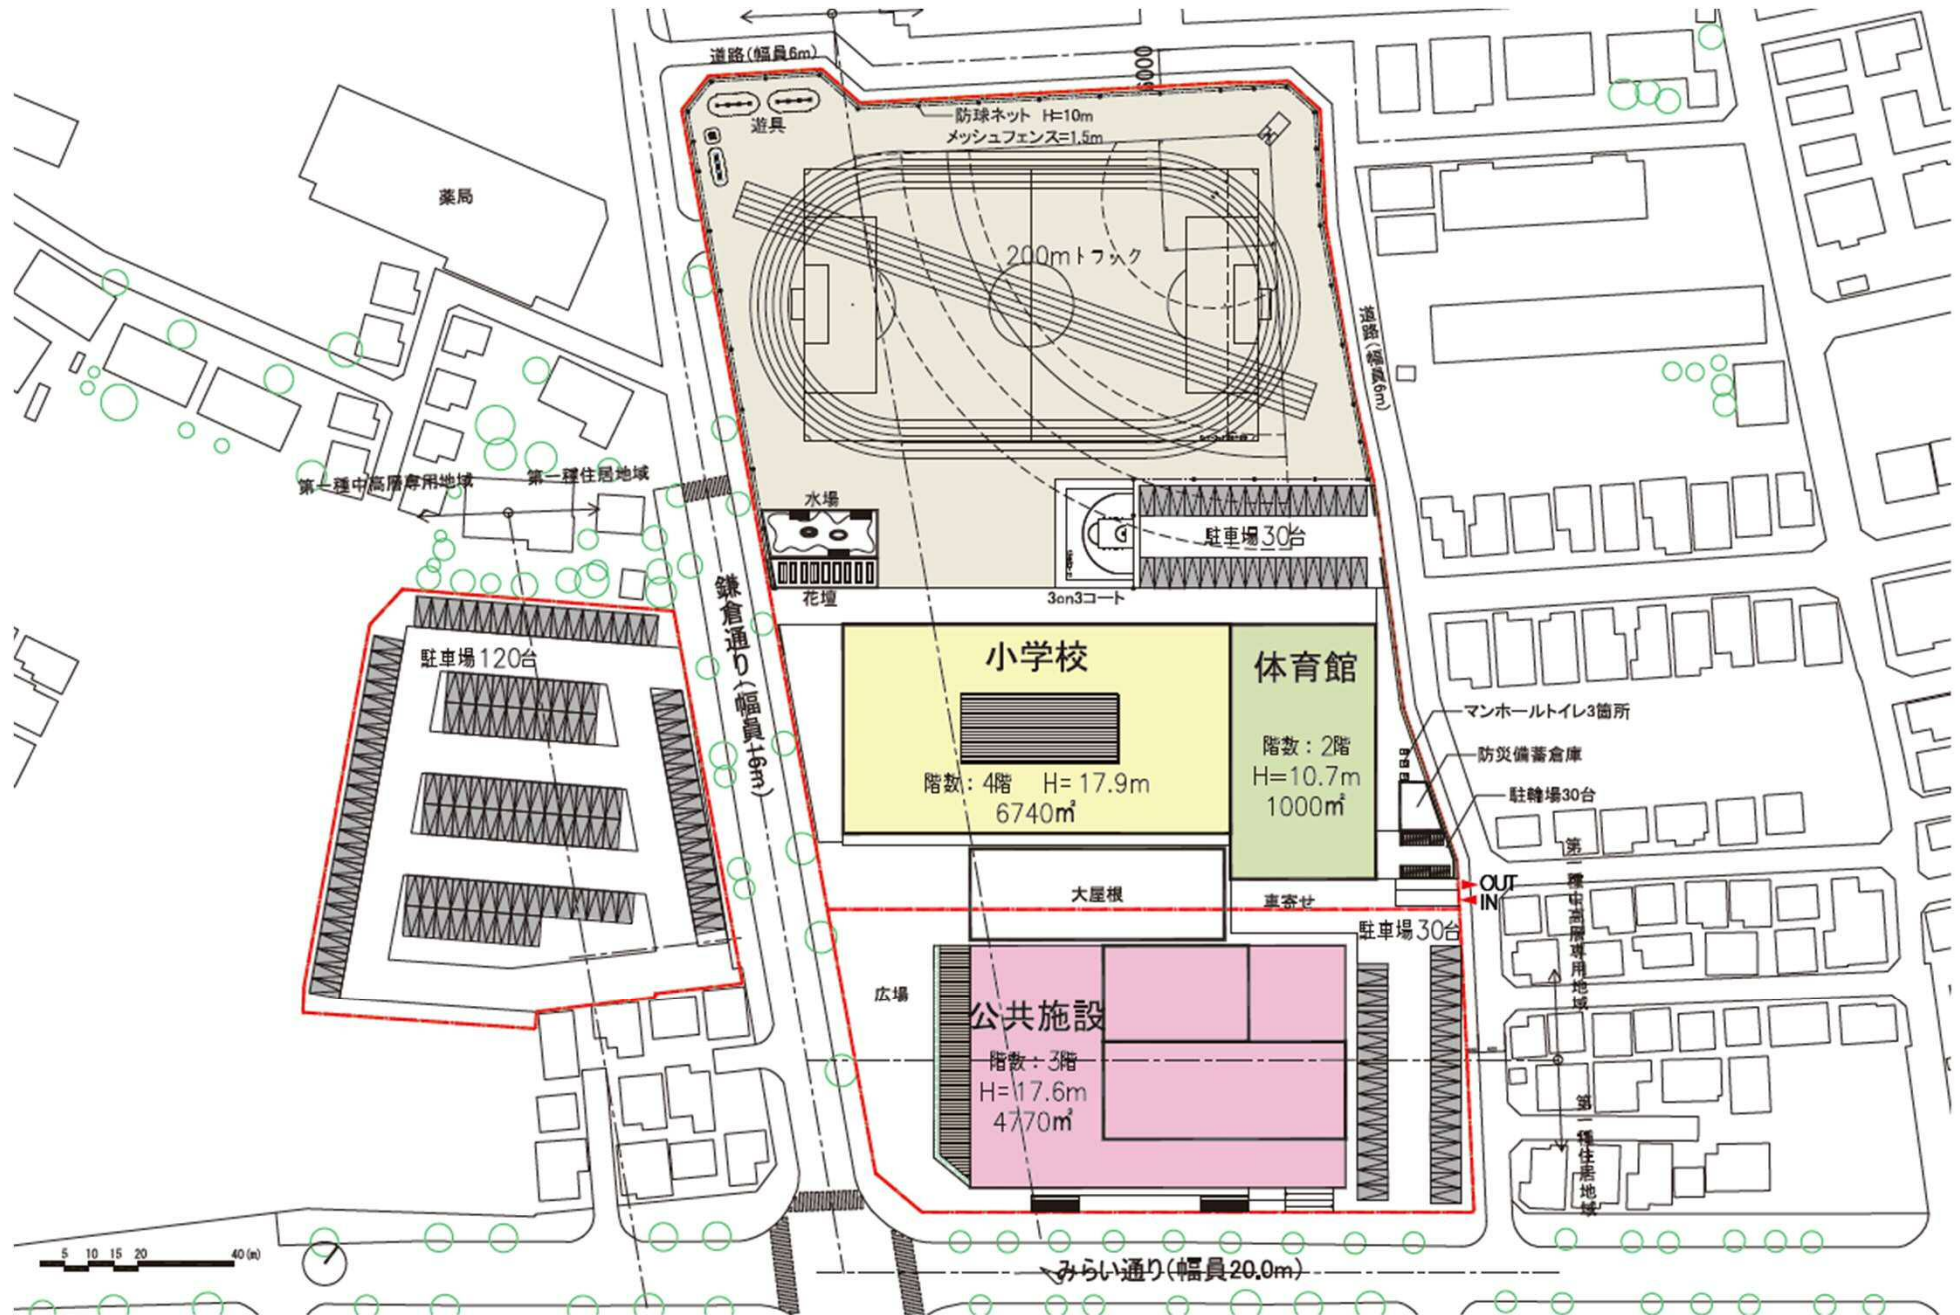 道路(幅員6m)
6000
防球ネット H=10m
メッシュフェンス=1.5m
遊具
薬局
200mトラック
道路(幅員6m)
第一種中高層専用地域
第一種住居地域
水場
花壇
3on3コート
駐車場30台
鎌倉通り(幅員16m)
駐車場120台
小学校
階数：4階 H=17.9m
6740㎡
体育館
階数：2階
H=10.7m
1000㎡
マンホールトイレ3箇所
防災備蓄倉庫
駐輪場30台
大屋根
車寄せ
OUT
IN
駐車場30台
第一種中高層専用地域
広場
公共施設
階数：3階
H=17.6m
4770㎡
第一種住居地域
5 10 15 20 40(m)
みらい通り(幅員20.0m)